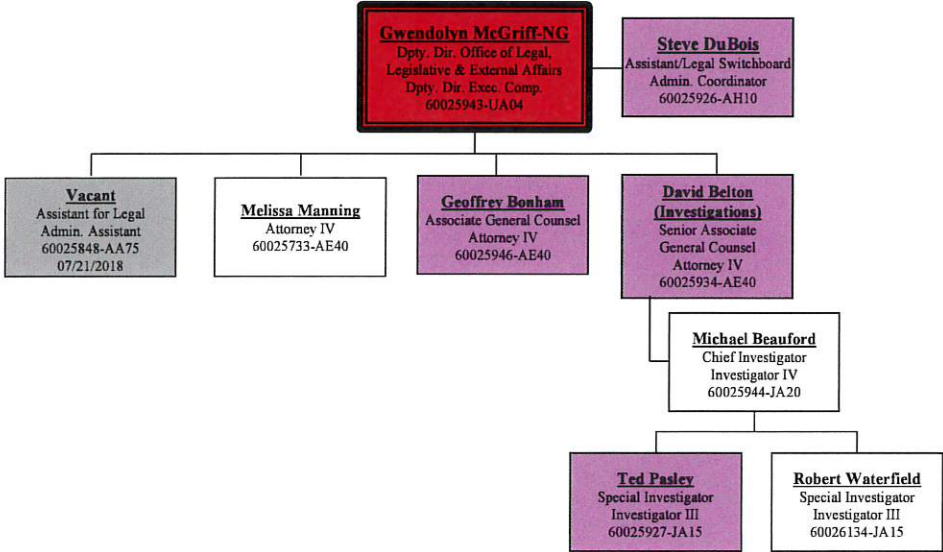 Gwendolyn McGriff-NG
Dpty. Dir. Office of Legal,
Legislative & External Affairs
Dpty. Dir. Exec. Comp.
60025943-UA04
Steve DuBois
Assistant/Legal Switchboard
Admin. Coordinator
60025926-AH10
Vacant
Assistant for Legal
Admin. Assistant
60025848-AA75
07/21/2018
Melissa Manning
Attorney IV
60025733-AE40
Geoffrey Bonham
Associate General Counsel
Attorney IV
60025946-AE40
David Belton
(Investigations)
Senior Associate
General Counsel
Attorney IV
60025934-AE40
Michael Beauford
Chief Investigator
Investigator IV
60025944-JA20
Ted Pasley
Special Investigator
Investigator III
60025927-JA15
Robert Waterfield
Special Investigator
Investigator III
60026134-JA15